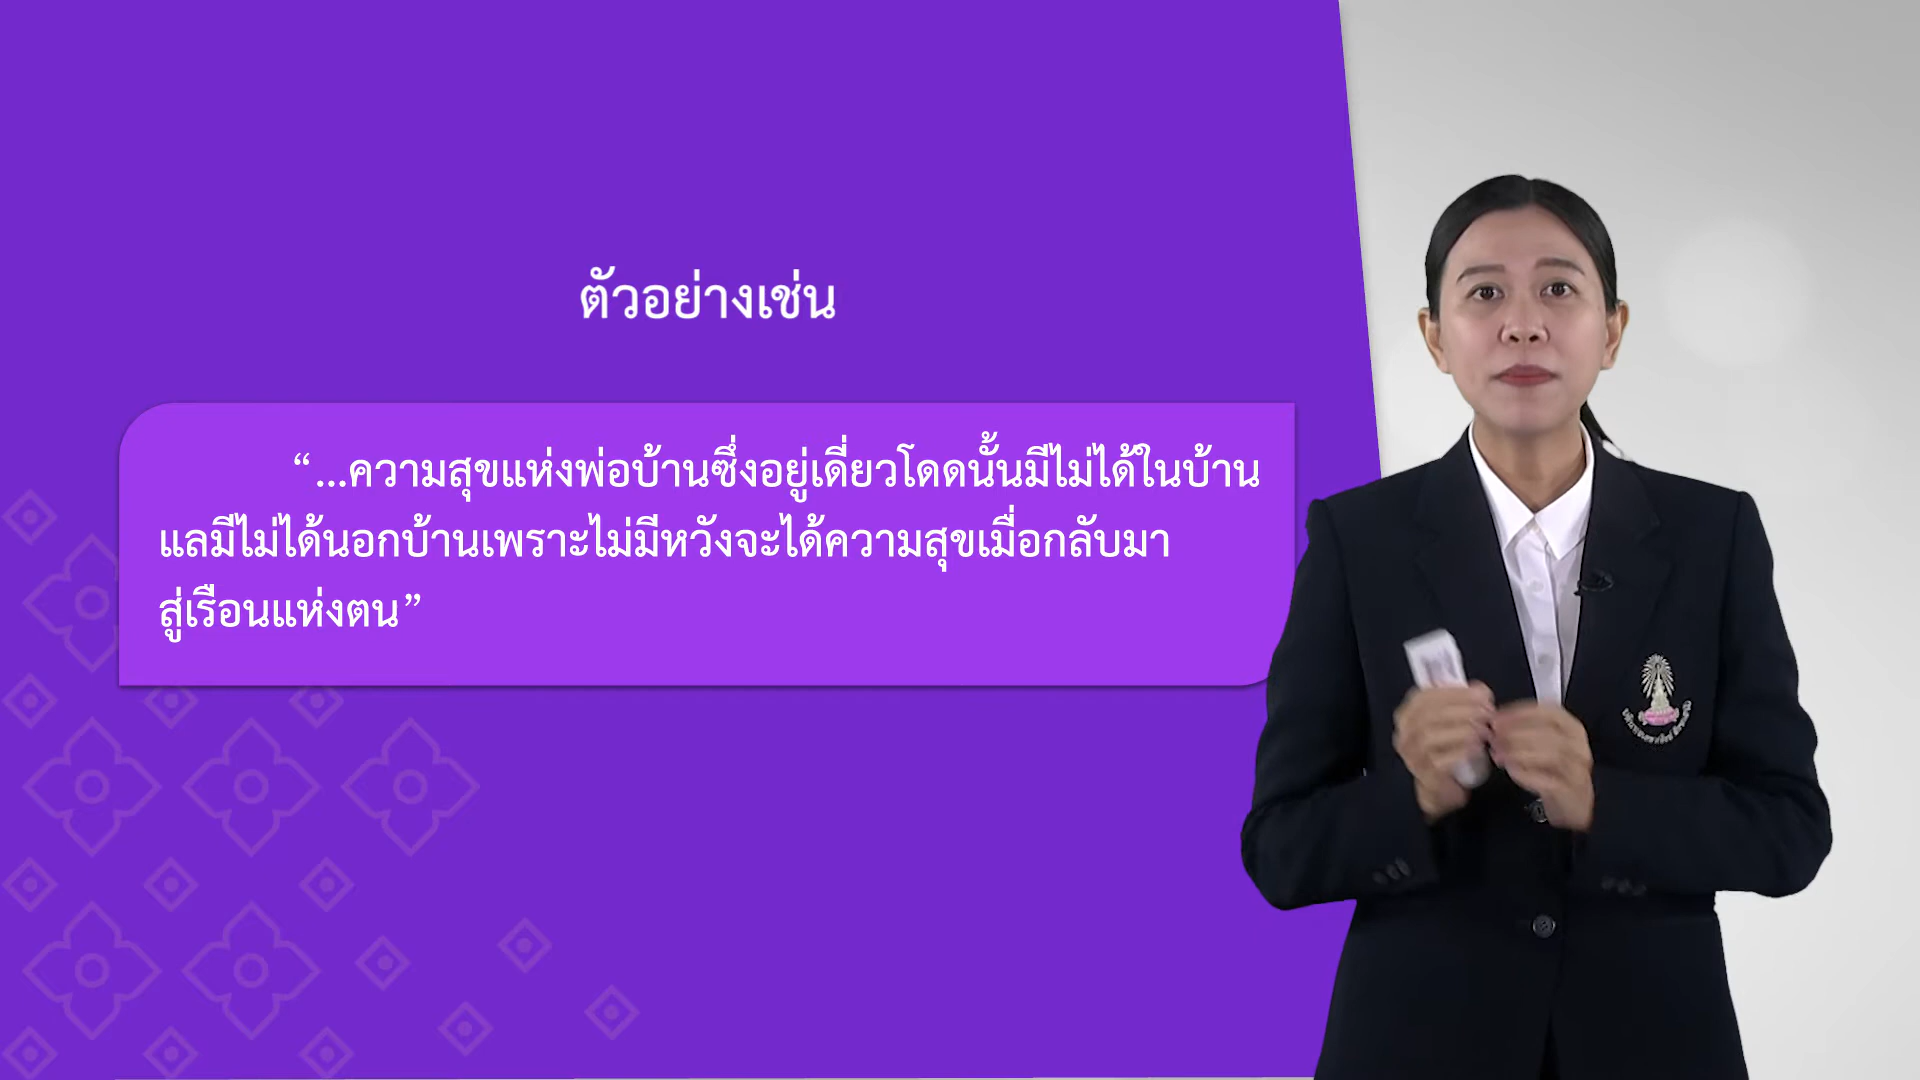 ตัวอย่างเช่น
“...ความสุขแห่งพ่อบ้านซึ่งอยู่เดี่ยวโดดนั้นมีไม่ได้ในบ้าน
แลมีไม่ได้นอกบ้านเพราะไม่มีหวังจะได้ความสุขเมื่อกลับมา
สู่เรือนแห่งตน”